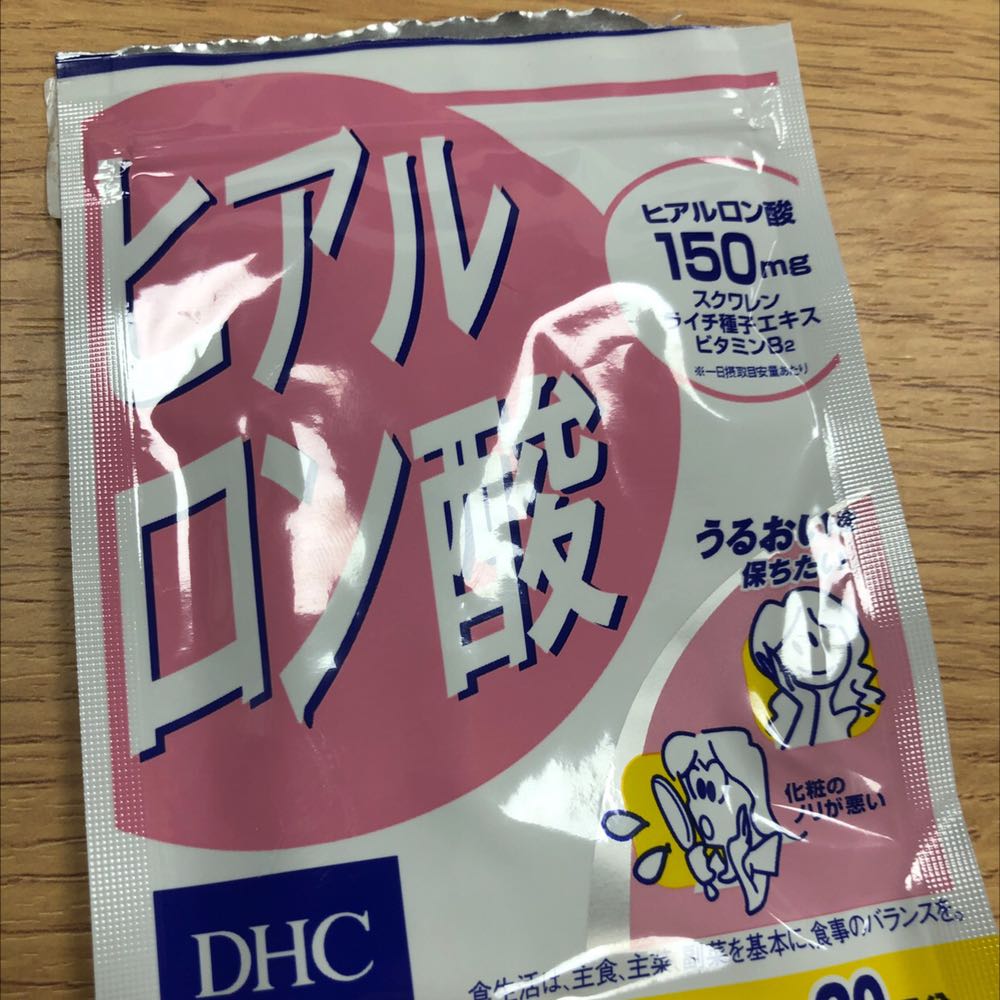 ヒアル
ロン酸
ヒアルロン酸
150mg
スクワレン
ライチ種子エキス
ビタミンB2
※一日摂取目安量あたり
うるおいを
保ちたい
化粧の
ノリが悪い
DHC
食生活は、主食、主菜、副菜を基本に、食事のバランスを。